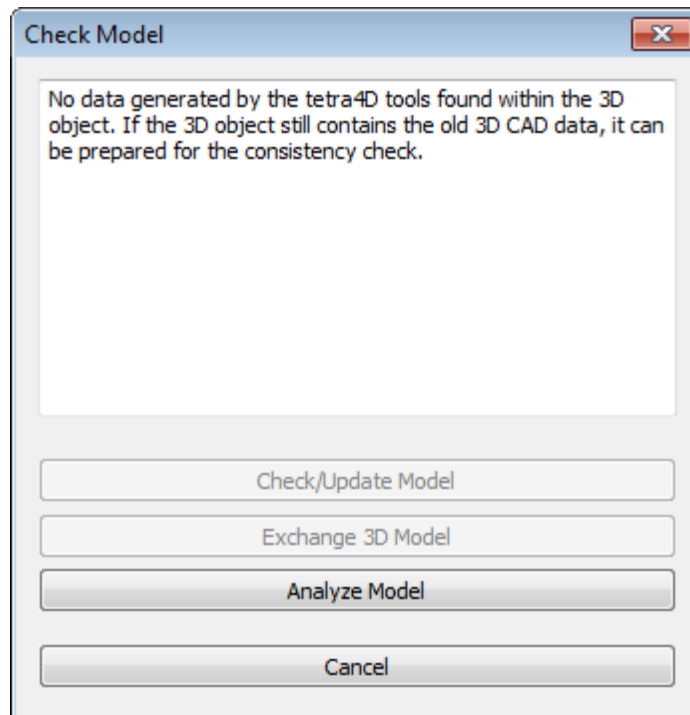 Check Model
No data generated by the tetra4D tools found within the 3D
object. If the 3D object still contains the old 3D CAD data, it can
be prepared for the consistency check.
Check/Update Model
Exchange 3D Model
Analyze Model
Cancel